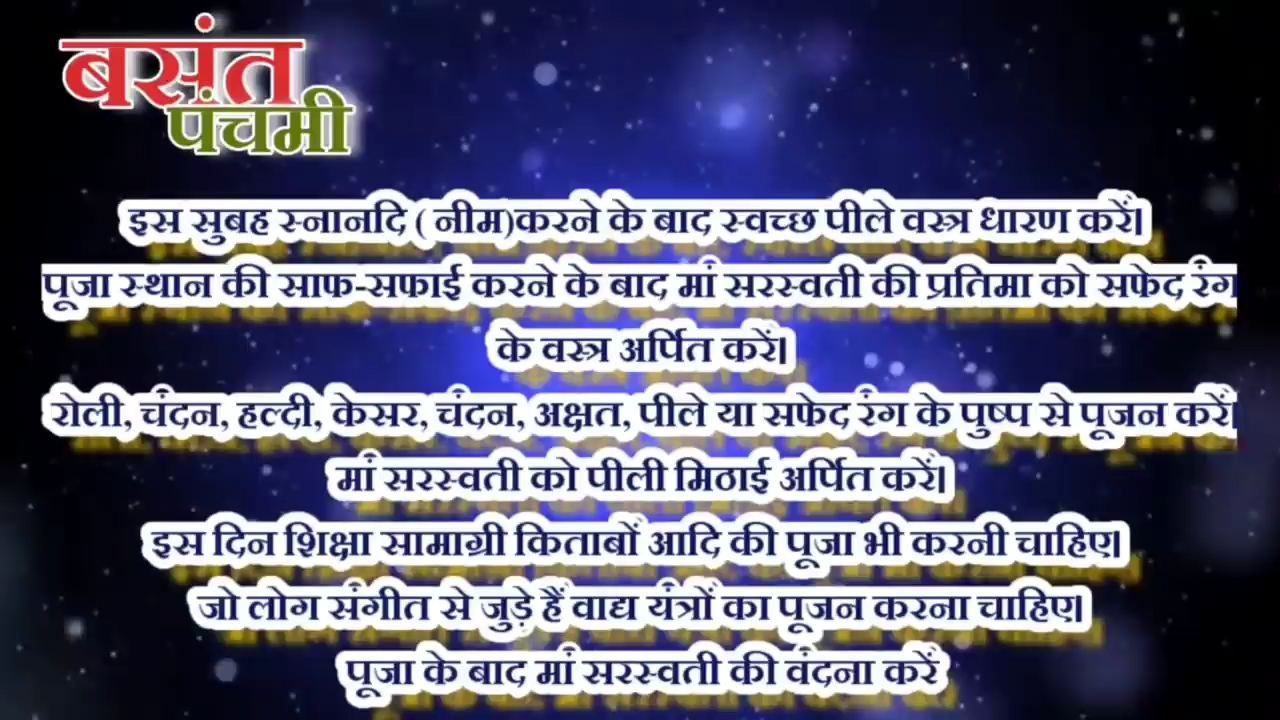 बसंत
पंचमी
इस सुबह स्नानदि ( नीम)करने के बाद स्वच्छ पीले वस्त्र धारण करें।
पूजा स्थान की साफ-सफाई करने के बाद मां सरस्वती की प्रतिमा को सफेद रंग
के वस्त्र अर्पित करें।
रोली, चंदन, हल्दी, केसर, चंदन, अक्षत, पीले या सफेद रंग के पुष्प से पूजन करें।
मां सरस्वती को पीली मिठाई अर्पित करें।
इस दिन शिक्षा सामाग्री किताबों आदि की पूजा भी करनी चाहिए।
जो लोग संगीत से जुड़े हैं वाद्य यंत्रों का पूजन करना चाहिए।
पूजा के बाद मां सरस्वती की वंदना करें